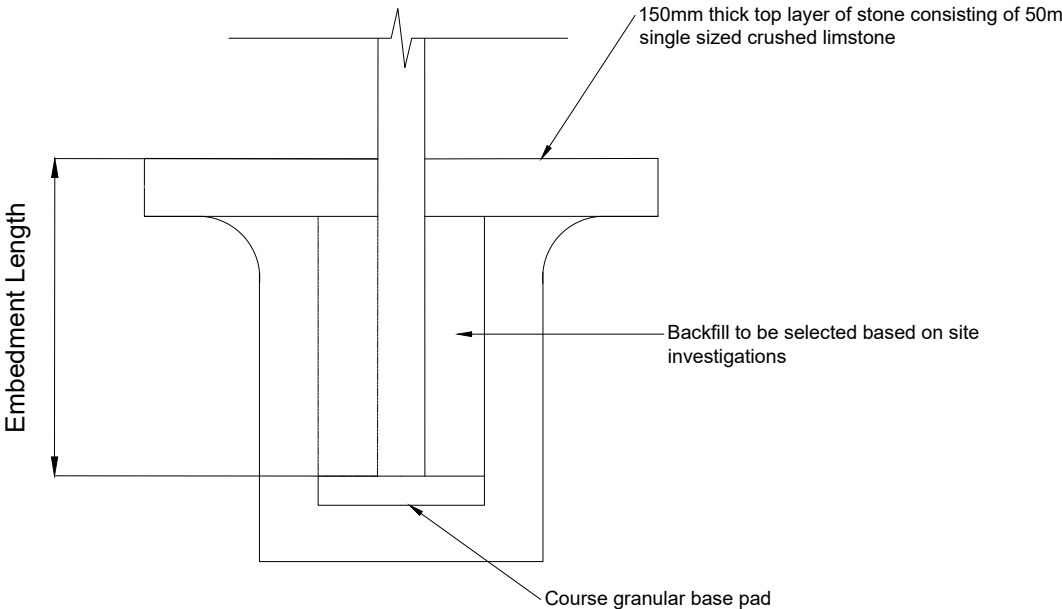 150mm thick top layer of stone consisting of 50m
single sized crushed limstone
Embedment Length
Backfill to be selected based on site
investigations
Course granular base pad